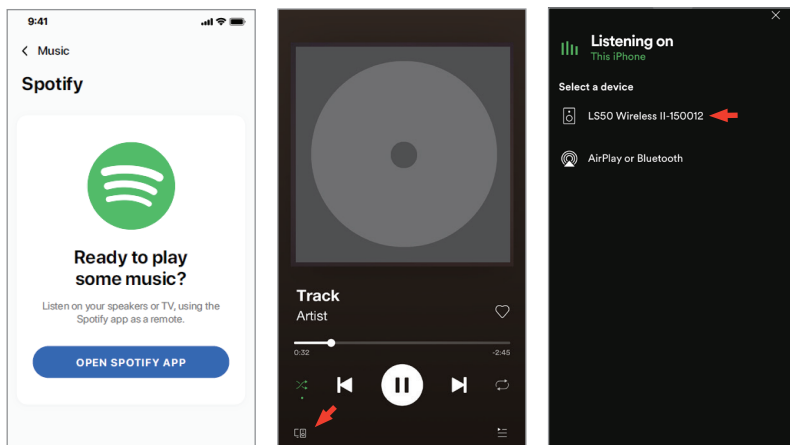 9:41
Music
Spotify
Ready to play
some music?
Listen on your speakers or TV, using the
Spotify app as a remote.
OPEN SPOTIFY APP
Track
Artist
0:32
-2:45
Listening on
This iPhone
Select a device
LS50 Wireless II-150012
AirPlay or Bluetooth